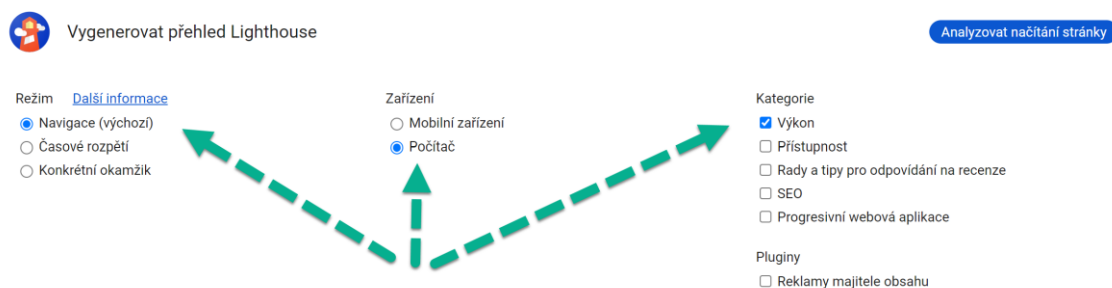 Vygenerovat přehled Lighthouse
Analyzovat načítání stránky
Režim Další informace
Navigace (výchozí)
Časové rozpětí
Konkrétní okamžik
Zařízení
Mobilní zařízení
Počítač
Kategorie
Výkon
Přístupnost
Rady a tipy pro odpovídání na recenze
SEO
Progresivní webová aplikace
Pluginy
Reklamy majitele obsahu